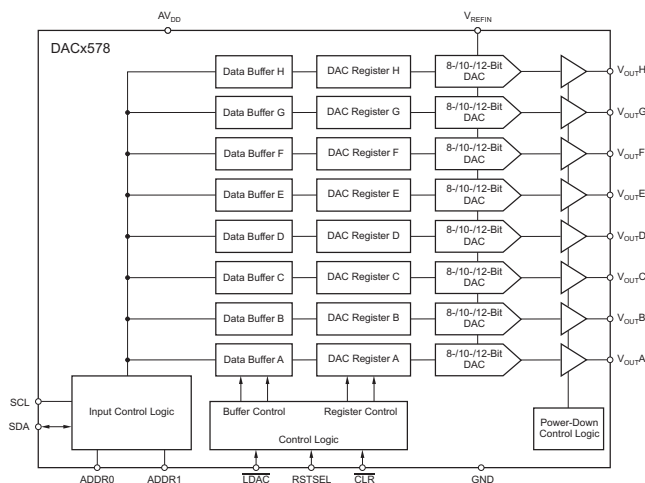 AVDD
VREFIN
DACx578
Data Buffer H
DAC Register H
8-/10-/12-Bit
DAC
VOUTH
Data Buffer G
DAC Register G
8-/10-/12-Bit
DAC
VOUTG
Data Buffer F
DAC Register F
8-/10-/12-Bit
DAC
VOUTF
Data Buffer E
DAC Register E
8-/10-/12-Bit
DAC
VOUTE
Data Buffer D
DAC Register D
8-/10-/12-Bit
DAC
VOUTD
Data Buffer C
DAC Register C
8-/10-/12-Bit
DAC
VOUTC
Data Buffer B
DAC Register B
8-/10-/12-Bit
DAC
VOUTB
Data Buffer A
DAC Register A
8-/10-/12-Bit
DAC
VOUTA
SCL
SDA
Input Control Logic
Buffer Control
Register Control
Control Logic
Power-Down
Control Logic
ADDR0
ADDR1
LDAC
RSTSEL
CLR
GND